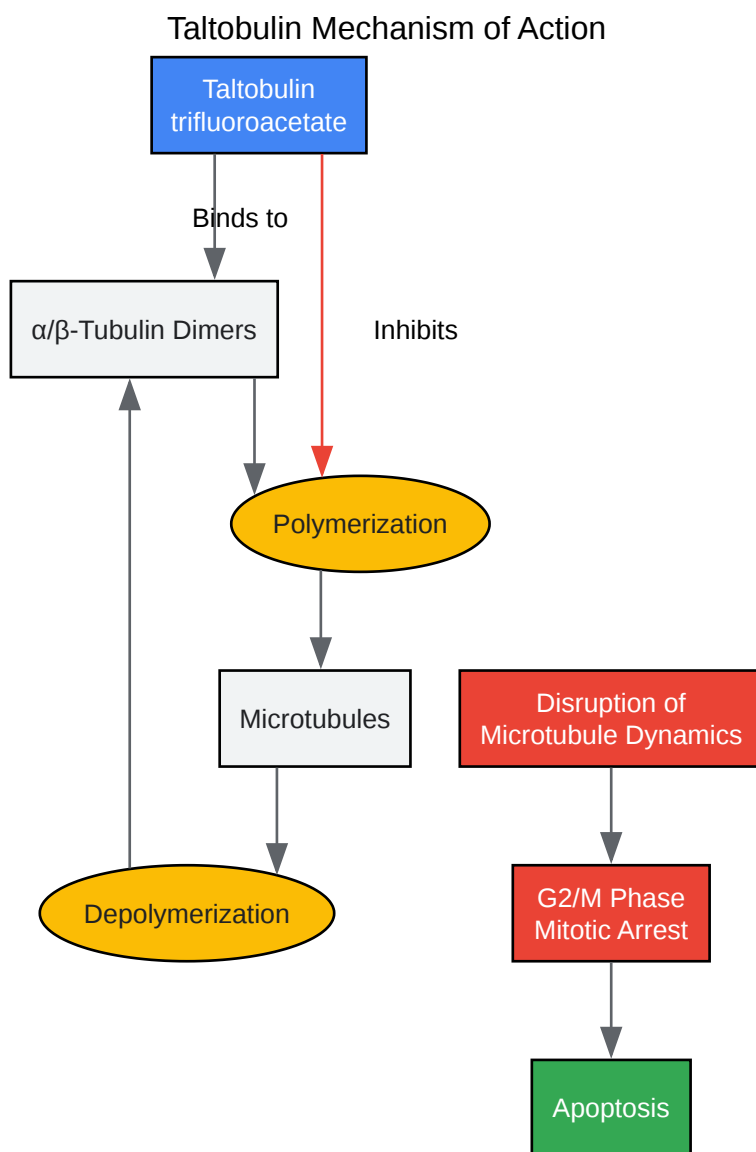 Taltobulin Mechanism of Action
Taltobulin
trifluoroacetate
Binds to
α/β-Tubulin Dimers
Inhibits
Polymerization
Microtubules
Disruption of
Microtubule Dynamics
Depolymerization
G2/M Phase
Mitotic Arrest
Apoptosis